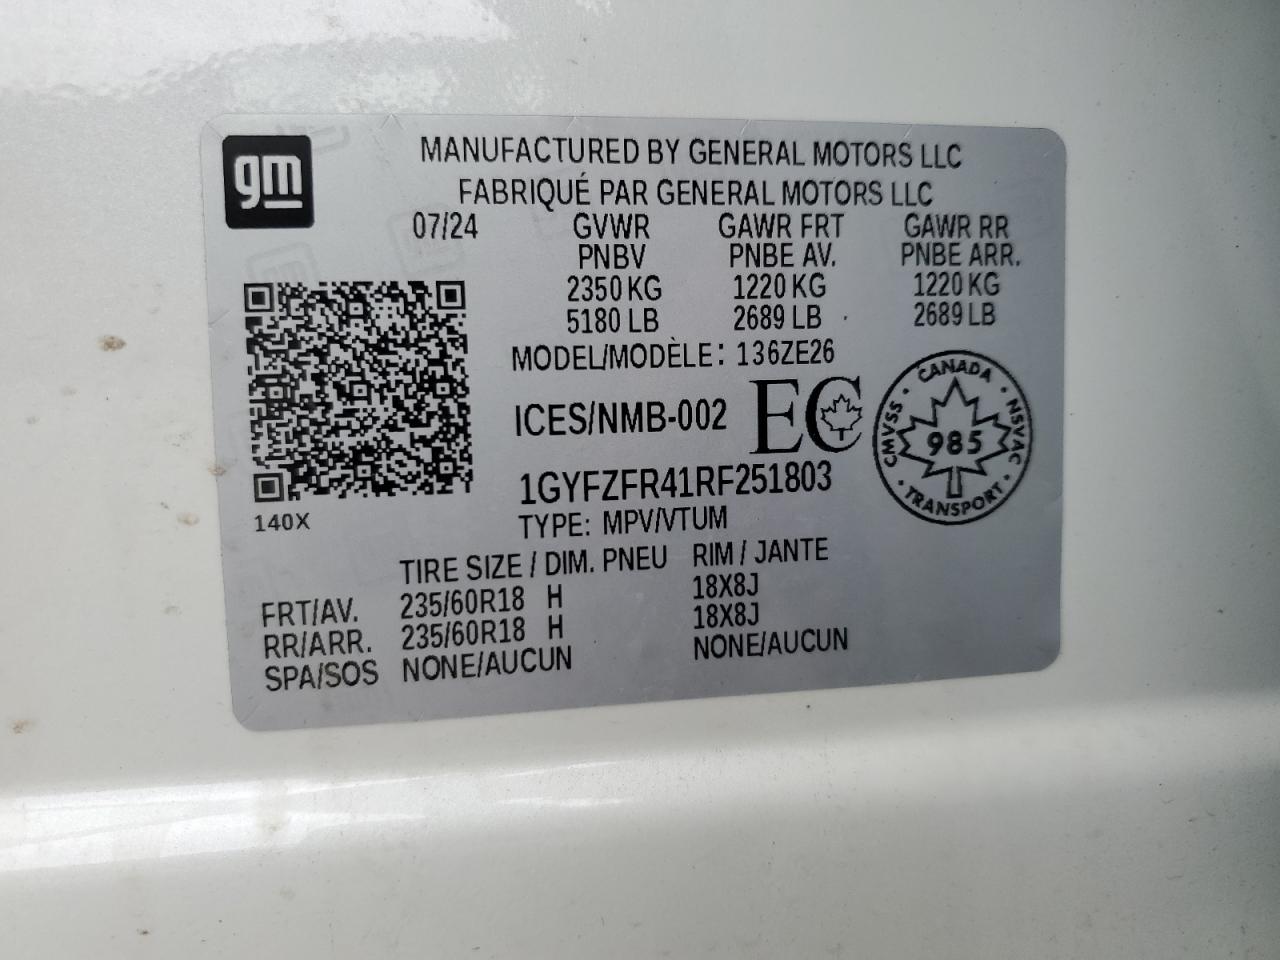 gm
MANUFACTURED BY GENERAL MOTORS LLC
FABRIQUÉ PAR GENERAL MOTORS LLC
07/24 GVWR GAWR FRT GAWR RR
PNBV PNBE AV. PNBE ARR.
2350 KG 1220 KG 1220 KG
5180 LB 2689 LB 2689 LB
MODEL/MODÈLE: 136ZE26
ICES/NMB-002 EC
CANADA
CMVSS · 985 · NSVAC
TRANSPORT
1GYFZFR41RF251803
140X
TYPE: MPV/VTUM
TIRE SIZE / DIM. PNEU RIM / JANTE
FRT/AV. 235/60R18 H 18X8J
RR/ARR. 235/60R18 H 18X8J
SPA/SOS NONE/AUCUN NONE/AUCUN